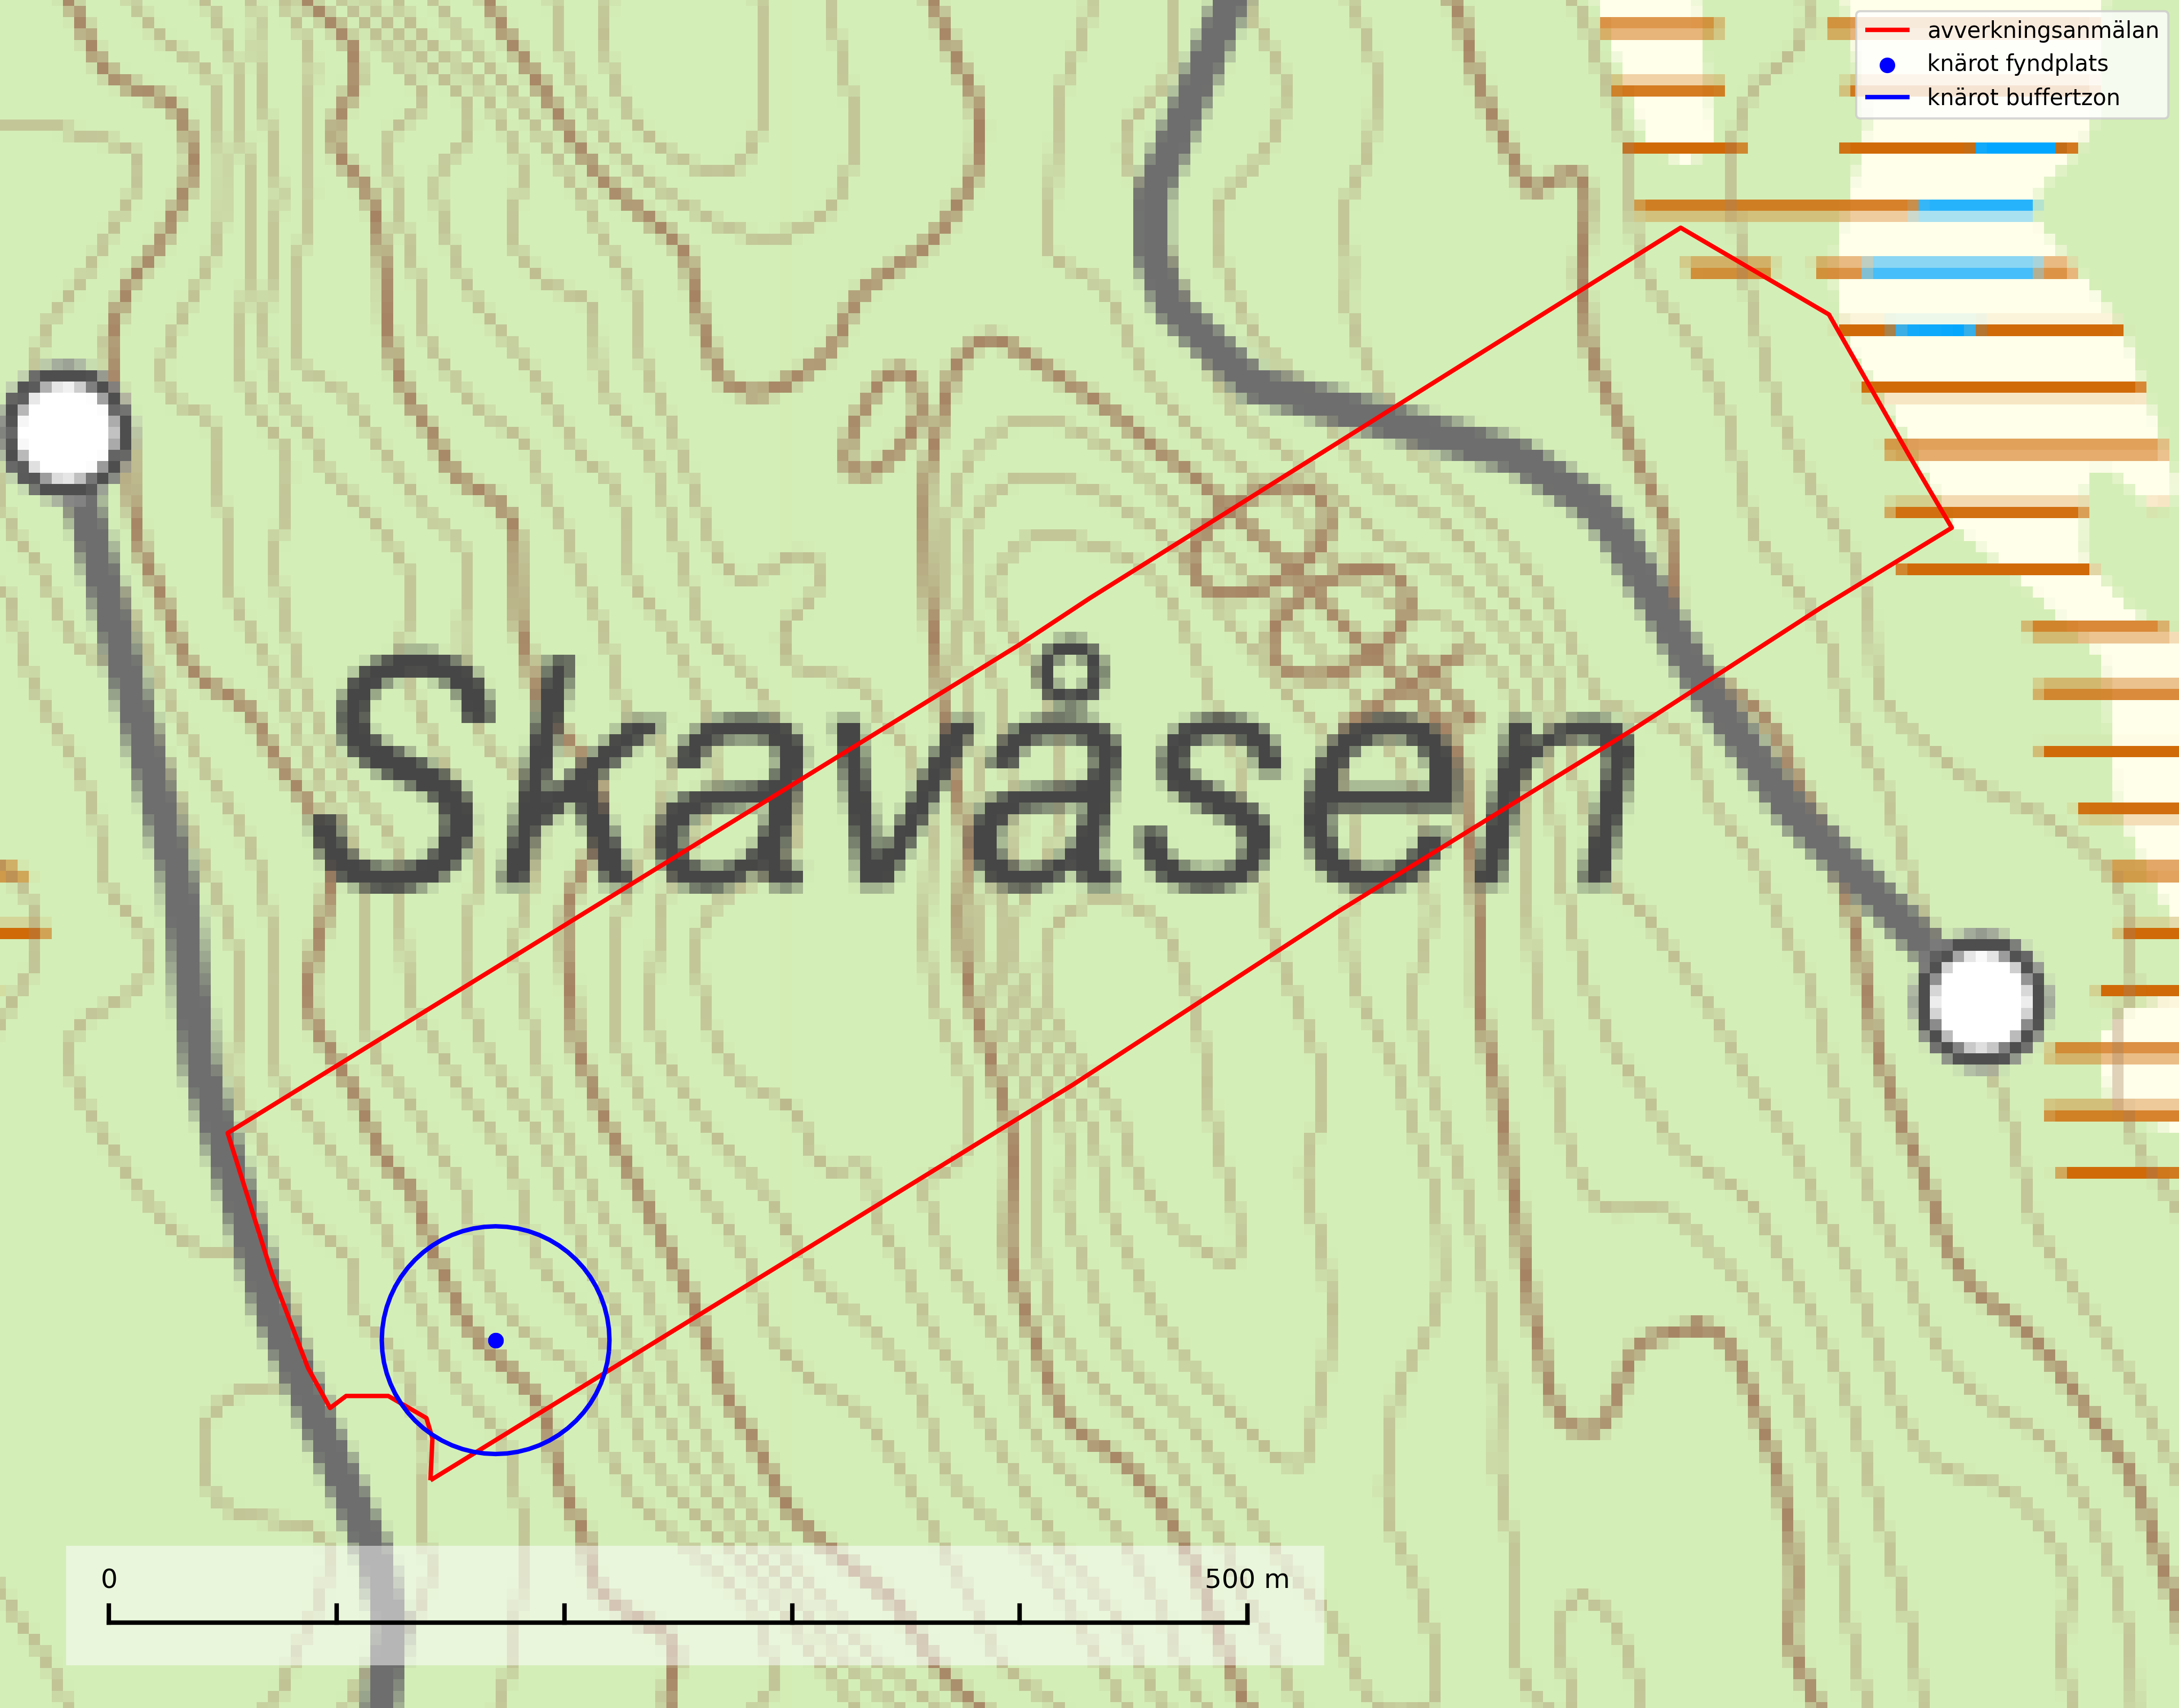 avverkningsanmälan
knärot fyndplats
knärot buffertzon
Skavåsen
0 500 m